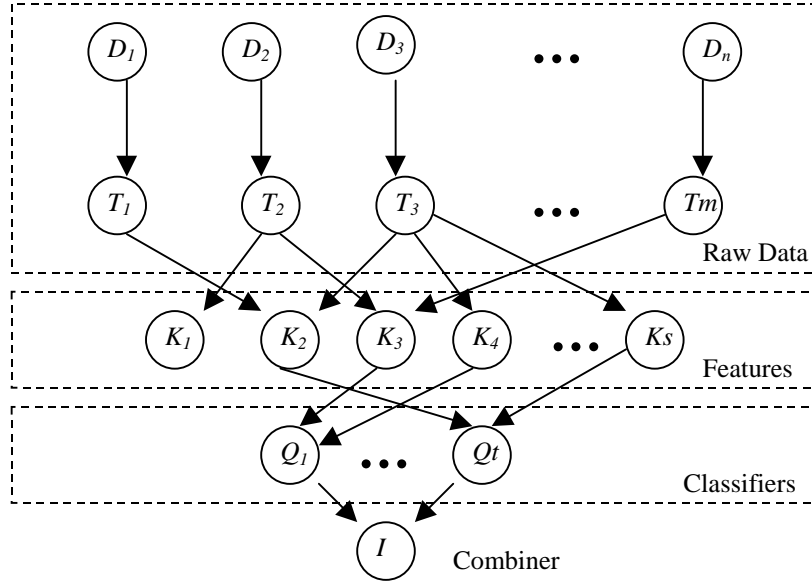 D₁ D₂ D₃ ••• Dₙ
T₁ T₂ T₃ ••• Tm
Raw Data
K₁ K₂ K₃ K₄ ••• Ks
Features
Q₁ ••• Qt
Classifiers
I Combiner